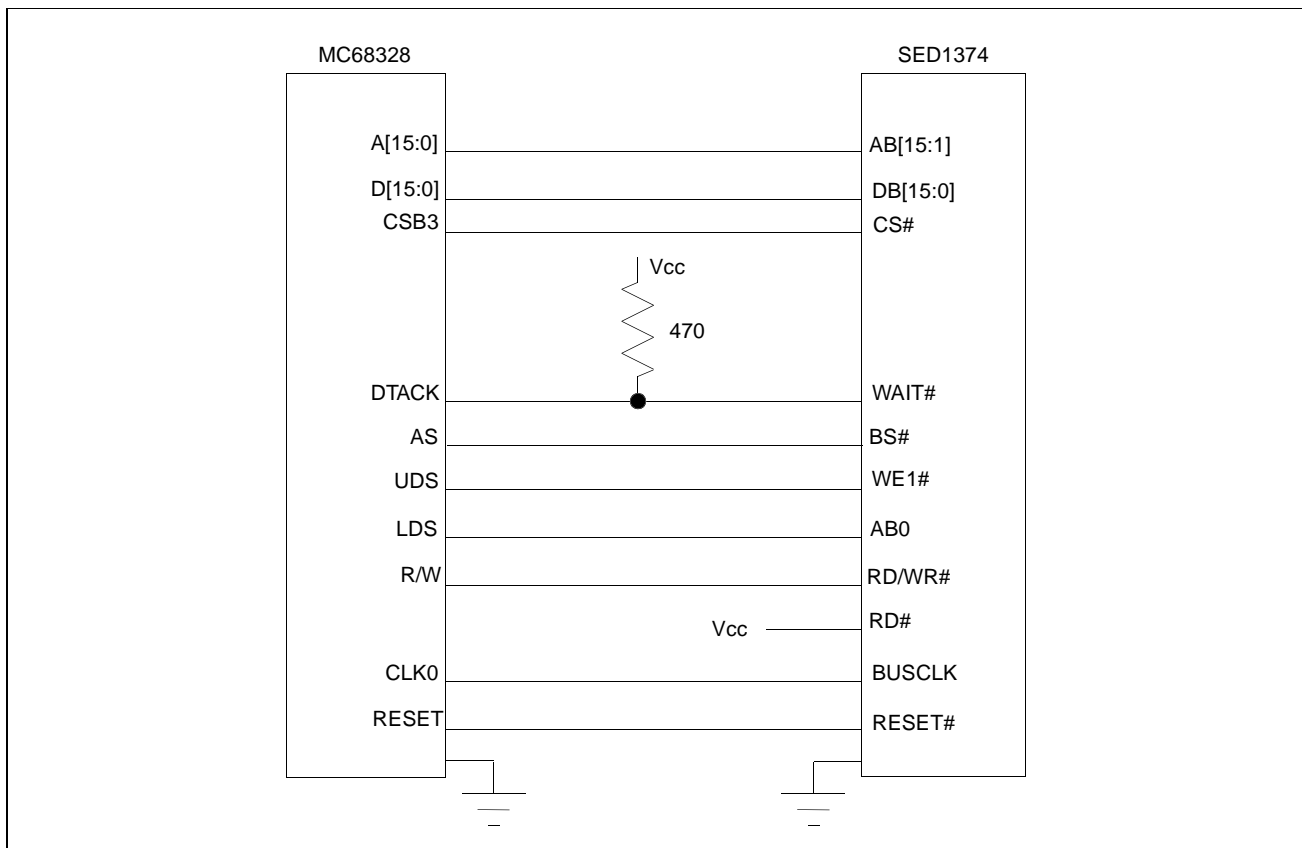 MC68328 SED1374
A[15:0] AB[15:1]
D[15:0] DB[15:0]
CSB3 CS#
Vcc
470
DTACK WAIT#
AS BS#
UDS WE1#
LDS AB0
R/W RD/WR#
Vcc RD#
CLK0 BUSCLK
RESET RESET#